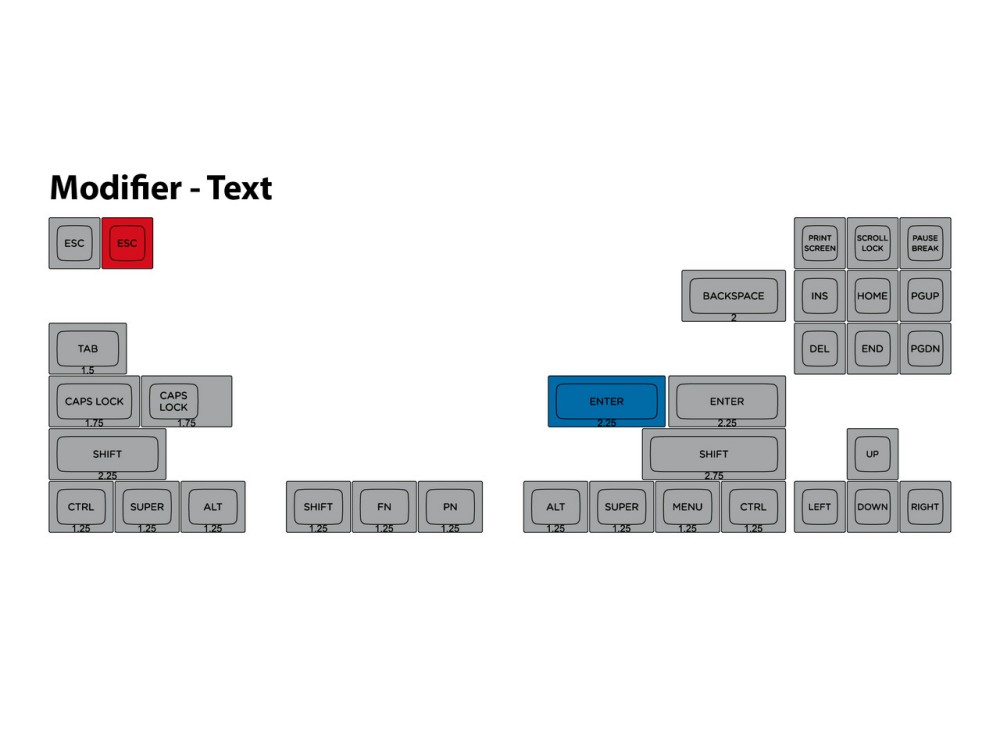 Modifier - Text
ESC
ESC
PRINT
SCREEN
SCROLL
LOCK
PAUSE
BREAK
BACKSPACE
2
INS
HOME
PGUP
TAB
1.5
DEL
END
PGDN
CAPS LOCK
1.75
CAPS
LOCK
1.75
ENTER
2.25
ENTER
2.25
SHIFT
2.25
SHIFT
2.75
UP
CTRL
1.25
SUPER
1.25
ALT
1.25
SHIFT
1.25
FN
1.25
PN
1.25
ALT
1.25
SUPER
1.25
MENU
1.25
CTRL
1.25
LEFT
DOWN
RIGHT